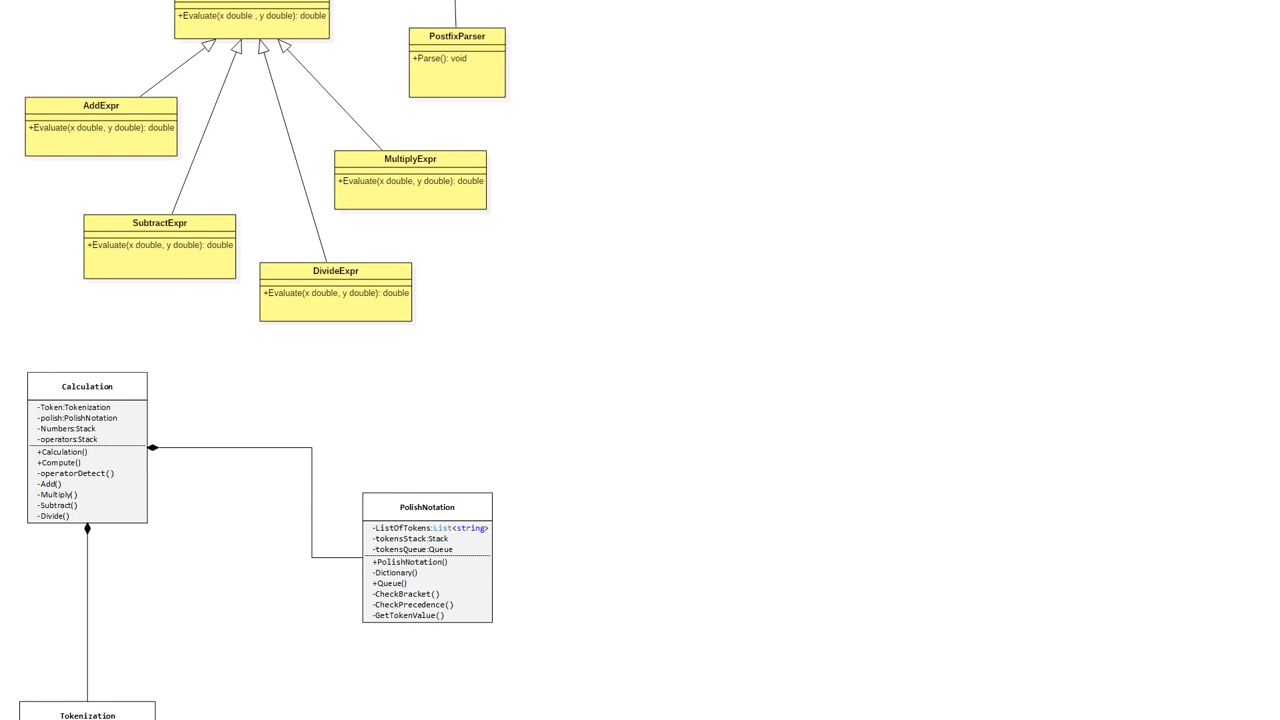 +Evaluate(x double , y double): double
PostfixParser
+Parse(): void
AddExpr
+Evaluate(x double, y double): double
MultiplyExpr
+Evaluate(x double, y double): double
SubtractExpr
+Evaluate(x double, y double): double
DivideExpr
+Evaluate(x double, y double): double
Calculation
-Token:Tokenization
-polish:PolishNotation
-Numbers:Stack
-operators:Stack
+Calculation()
+Compute()
-operatorDetect()
-Add()
-Multiply()
-Subtract()
-Divide()
PolishNotation
-ListOfTokens:List<string>
-tokensStack:Stack
-tokensQueue:Queue
+PolishNotation()
-Dictionary()
+Queue()
-CheckBracket()
-CheckPrecedence()
-GetTokenValue()
Tokenization